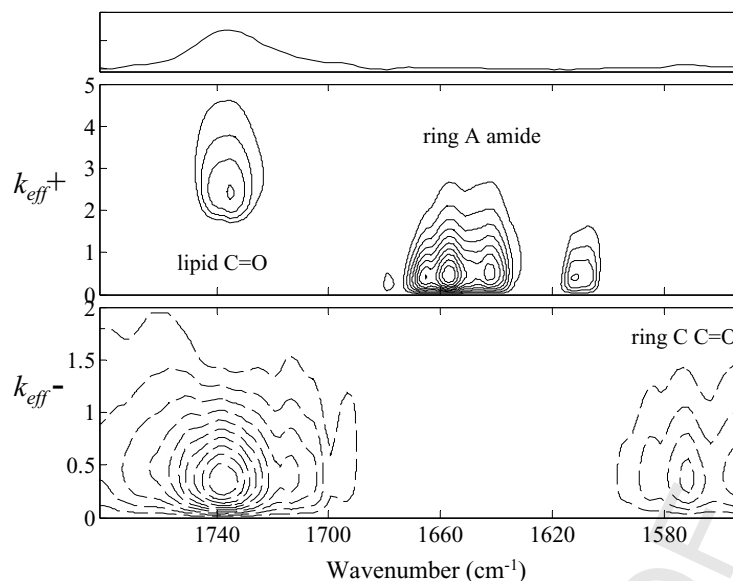 5
4
ring A amide
3
k_eff+
2
1
lipid C=O
0
ring C C=O
1.5
k_eff-
1
0.5
0
1740 1700 1660 1620 1580
Wavenumber (cm⁻¹)